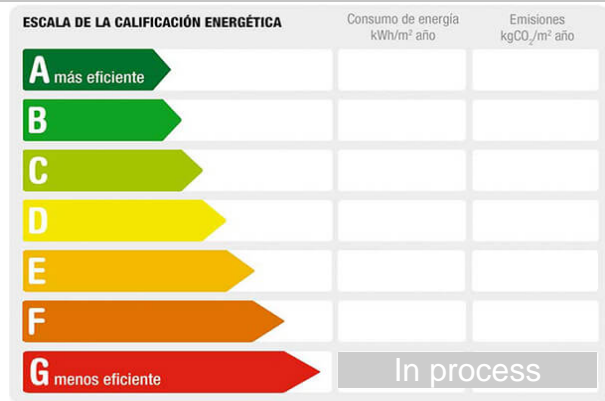 ESCALA DE LA CALIFICACIÓN ENERGÉTICA
Consumo de energía
kWh/m² año
Emisiones
kgCO₂/m² año
A más eficiente
B
C
D
E
F
G menos eficiente
In process